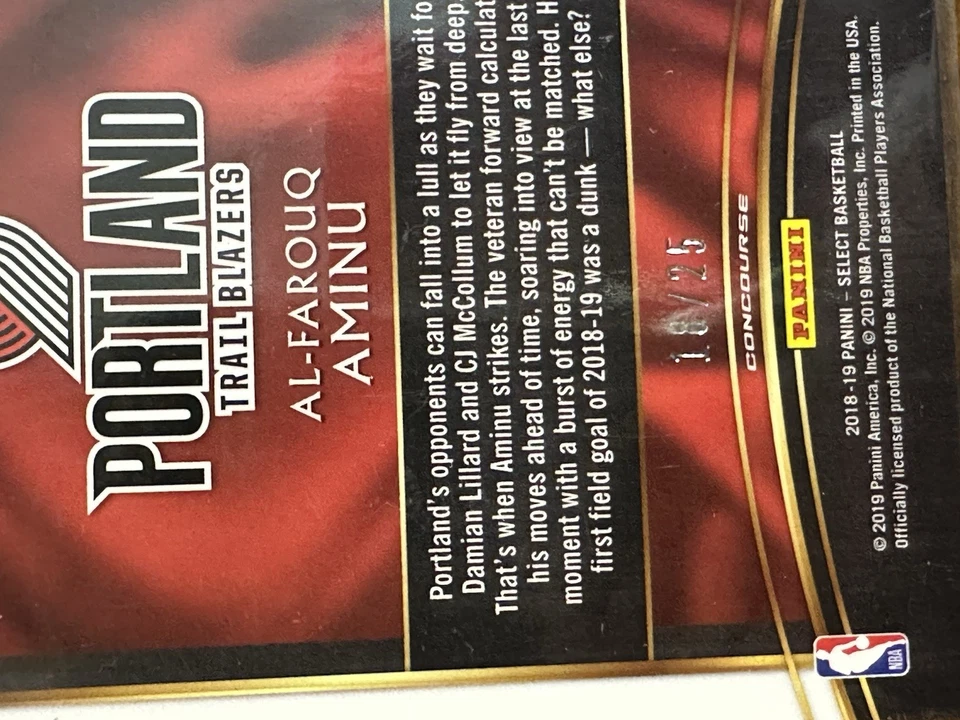 PORTLAND
TRAIL BLAZERS
AL-FAROUQ
AMINU
Portland's opponents can fall into a lull as they wait fo
Damian Lillard and CJ McCollum to let it fly from deep.
That's when Aminu strikes. The veteran forward calculat
his moves ahead of time, soaring into view at the last
moment with a burst of energy that can't be matched. H
first field goal of 2018-19 was a dunk — what else?
18/25
CONCOURSE
PANINI
2018-19 PANINI – SELECT BASKETBALL
© 2019 Panini America, Inc. © 2019 NBA Properties, Inc. Printed in the USA.
Officially licensed product of the National Basketball Players Association.
NBA